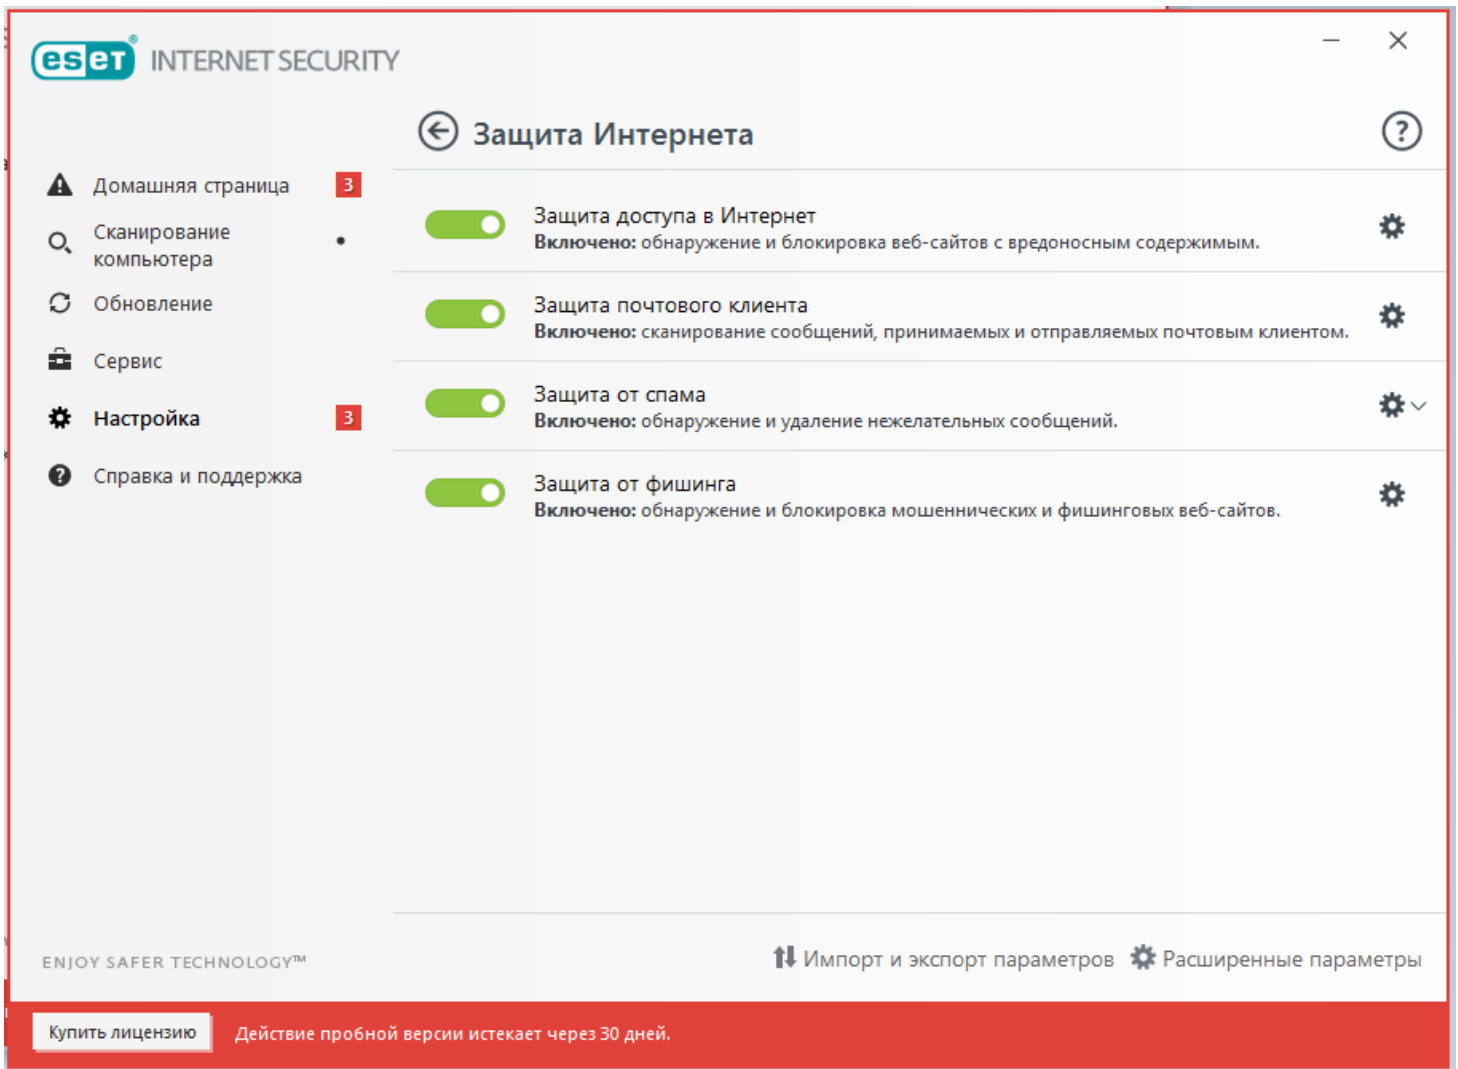 eset® INTERNET SECURITY
Защита Интернета
?
Домашняя страница 3
Сканирование
компьютера
Обновление
Сервис
Настройка 3
Справка и поддержка
Защита доступа в Интернет
Включено: обнаружение и блокировка веб-сайтов с вредоносным содержимым.
Защита почтового клиента
Включено: сканирование сообщений, принимаемых и отправляемых почтовым клиентом.
Защита от спама
Включено: обнаружение и удаление нежелательных сообщений.
Защита от фишинга
Включено: обнаружение и блокировка мошеннических и фишинговых веб-сайтов.
ENJOY SAFER TECHNOLOGY™
Импорт и экспорт параметров Расширенные параметры
Купить лицензию Действие пробной версии истекает через 30 дней.